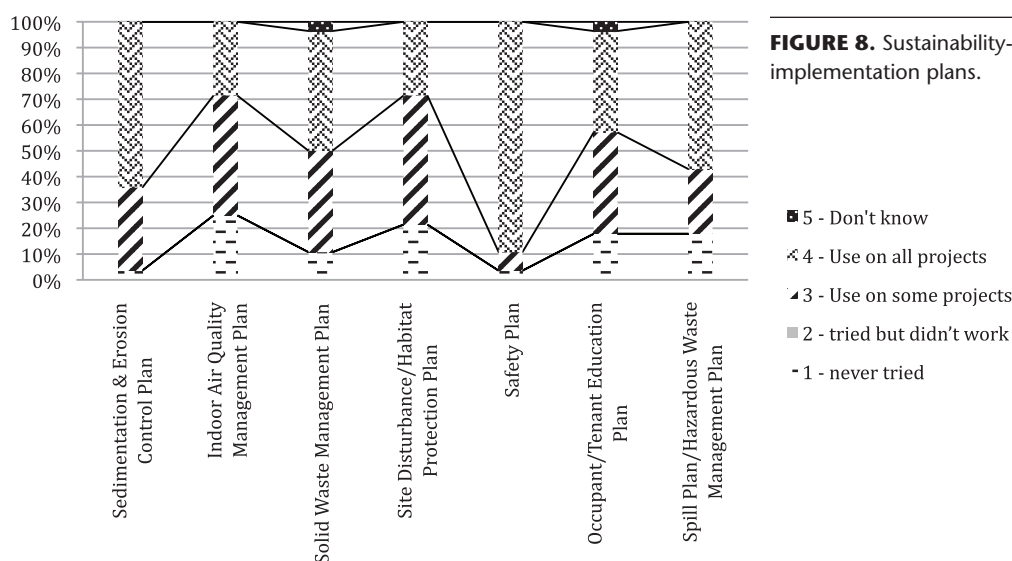 100%
90%
80%
70%
60%
50%
40%
30%
20%
10%
0%
Sedimentation & Erosion
Control Plan
Indoor Air Quality
Management Plan
Solid Waste Management Plan
Site Disturbance/Habitat
Protection Plan
Safety Plan
Occupant/Tenant Education
Plan
Spill Plan/Hazardous Waste
Management Plan
FIGURE 8. Sustainability-
implementation plans.
5 - Don't know
4 - Use on all projects
3 - Use on some projects
2 - tried but didn’t work
1 - never tried